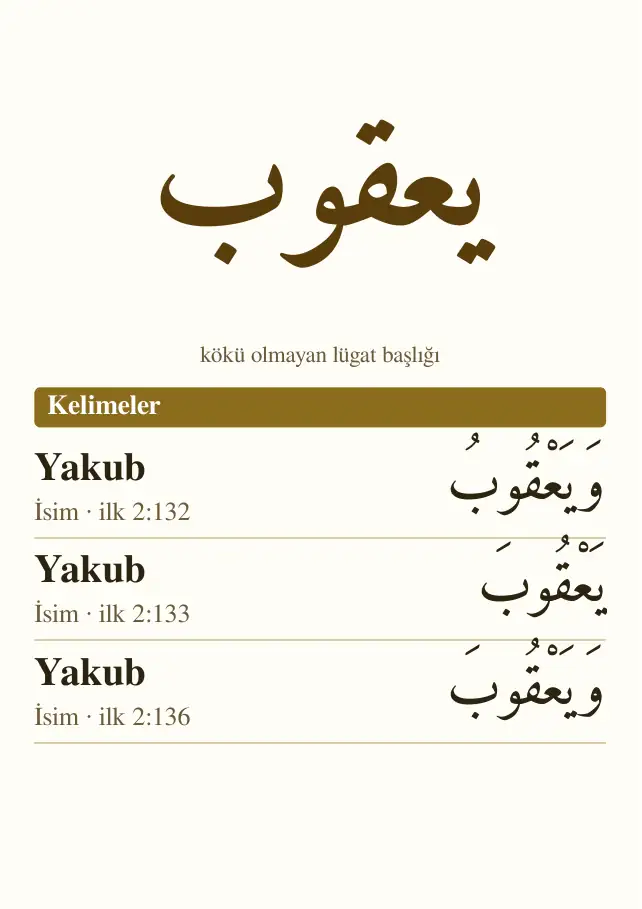 يعقوب
kökü olmayan lügat başlığı
Kelimeler
Yakub وَيَعْقُوبُ
İsim · ilk 2:132
Yakub يَعْقُوبَ
İsim · ilk 2:133
Yakub وَيَعْقُوبَ
İsim · ilk 2:136